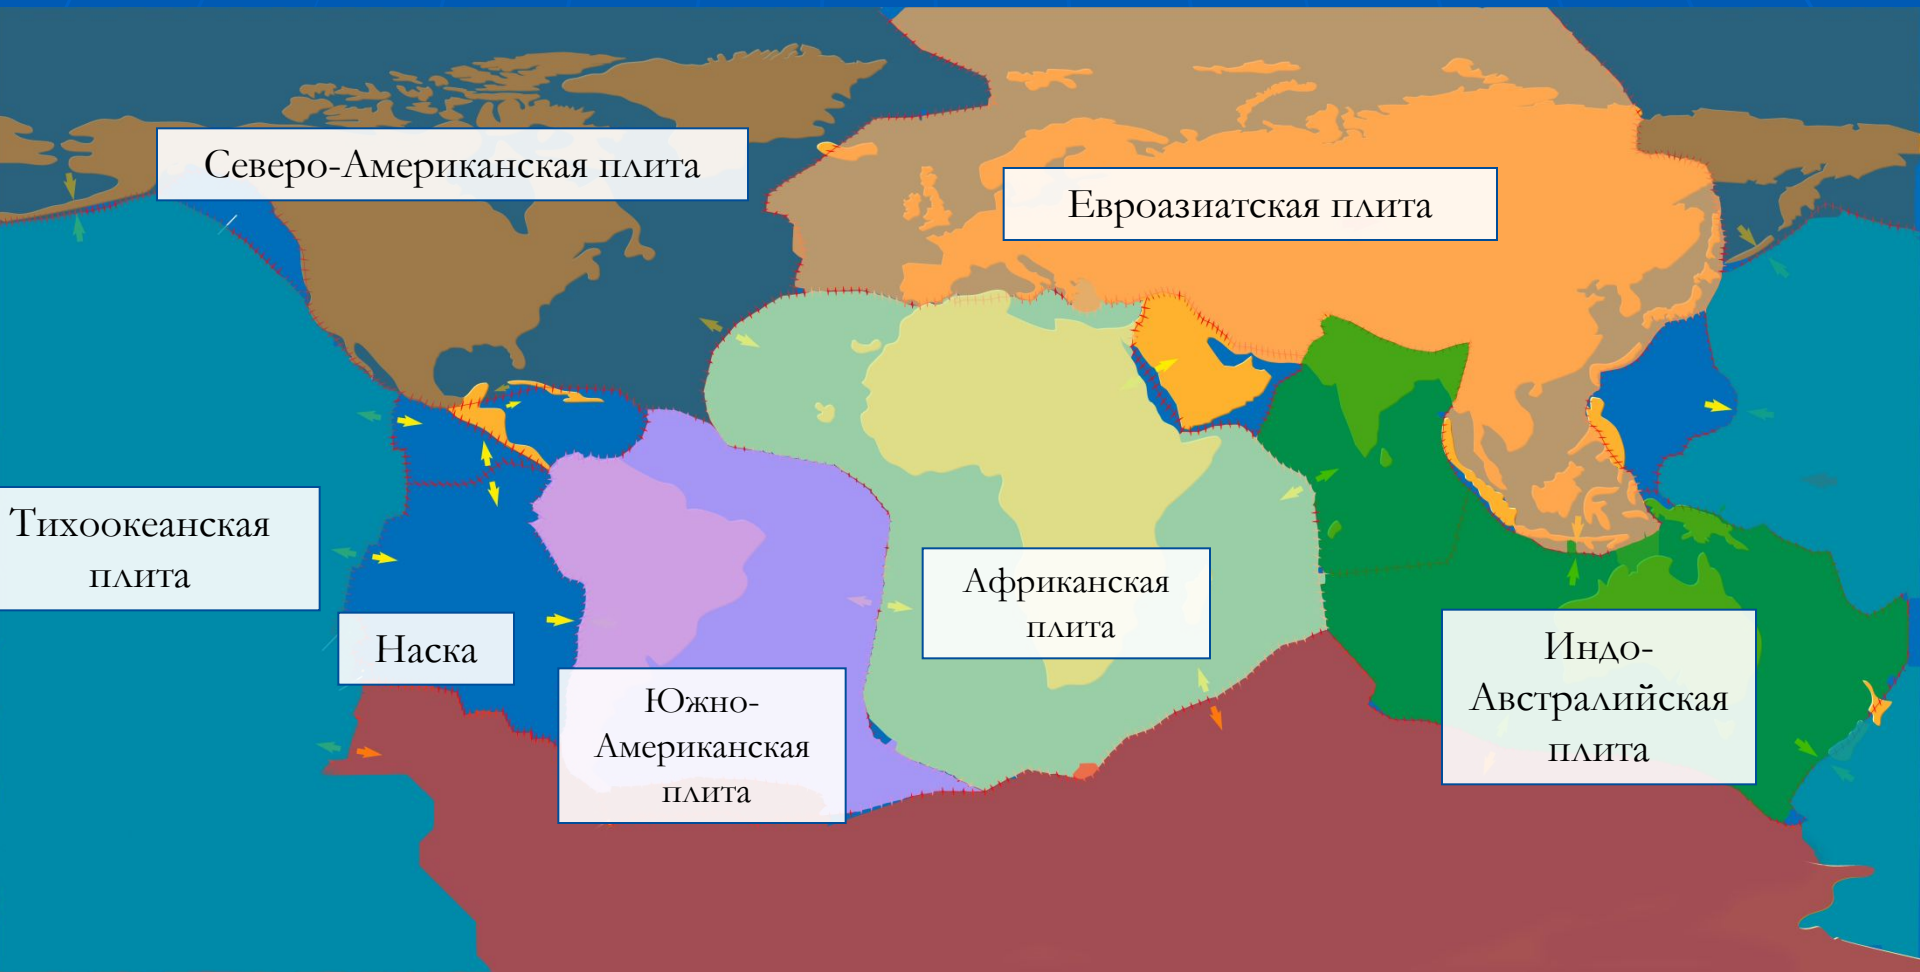 Северо-Американская плита
Евроазиатская плита
Тихоокеанская
плита
Наска
Южно-
Американская
плита
Африканская
плита
Индо-
Австралийская
плита